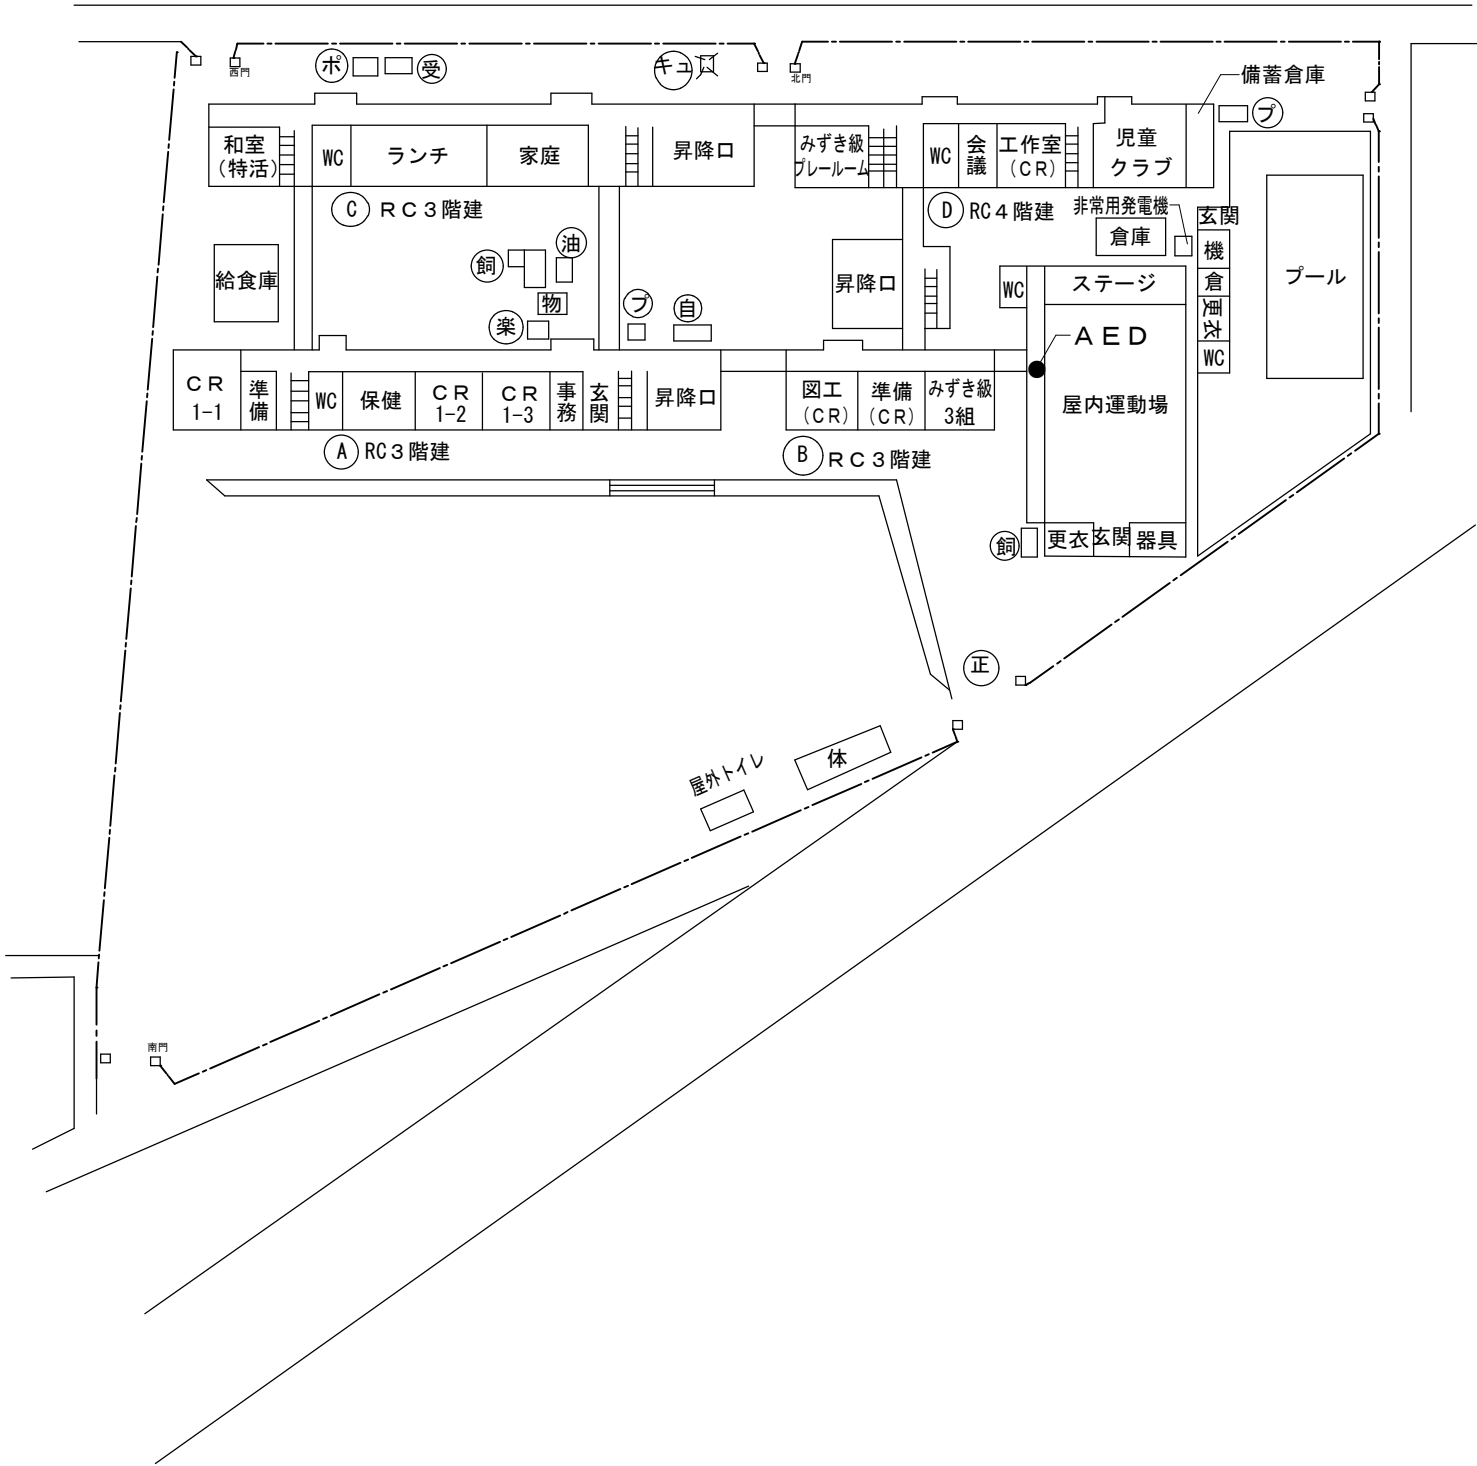 西門
ポ
受
キュ
北門
備蓄倉庫
プ
和室
(特活)
WC
ランチ
家庭
昇降口
みずき級
プレールーム
WC
会議
工作室
(CR)
児童
クラブ
C RC3階建
D RC4階建
非常用発電機
倉庫
玄関
機
倉
更衣
WC
プール
給食庫
飼
油
物
楽
プ
自
昇降口
WC
ステージ
AED
屋内運動場
CR
1-1
準備
WC
保健
CR
1-2
CR
1-3
事務
玄関
昇降口
図工
(CR)
準備
(CR)
みずき級
3組
A RC3階建
B RC3階建
飼
更衣
玄関
器具
正
体
屋外トイレ
南門